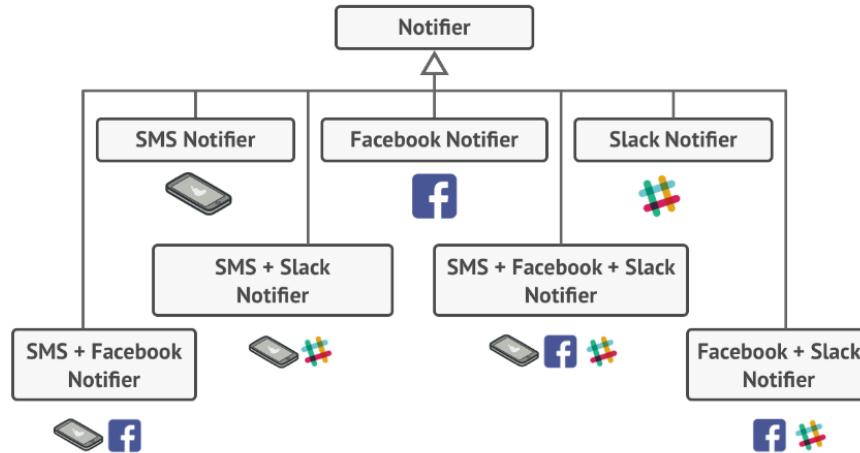 Notifier
SMS Notifier
Facebook Notifier
Slack Notifier
SMS + Slack
Notifier
SMS + Facebook + Slack
Notifier
SMS + Facebook
Notifier
Facebook + Slack
Notifier